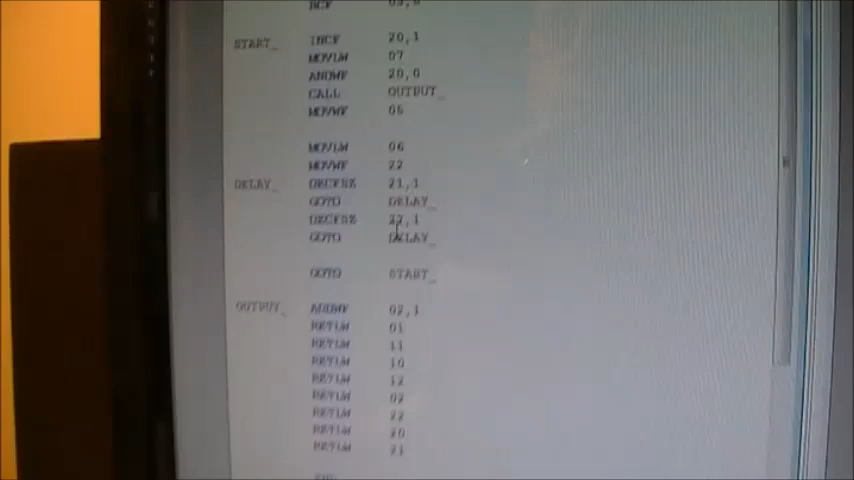 BCF
START_ INCF 20,1
MOVLW 07
ANDWF 20,0
CALL OUTPUT_
MOVWF 06
MOVLW 06
MOVWF 22
DELAY_ DECFSZ 21,1
GOTO DELAY_
DECFSZ 22,1
GOTO DELAY_
GOTO START_
OUTPUT_ ADDWF 02,1
RETLW 01
RETLW 11
RETLW 10
RETLW 12
RETLW 02
RETLW 22
RETLW 20
RETLW 21